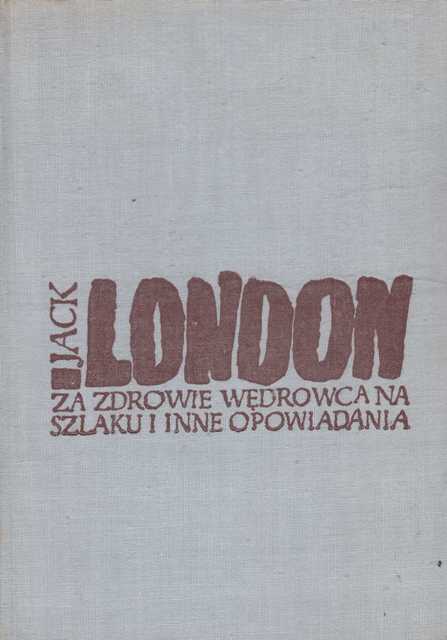 JACK
LONDON
ZA ZDROWIE WĘDROWCA NA
SZLAKU I INNE OPOWIADANIA